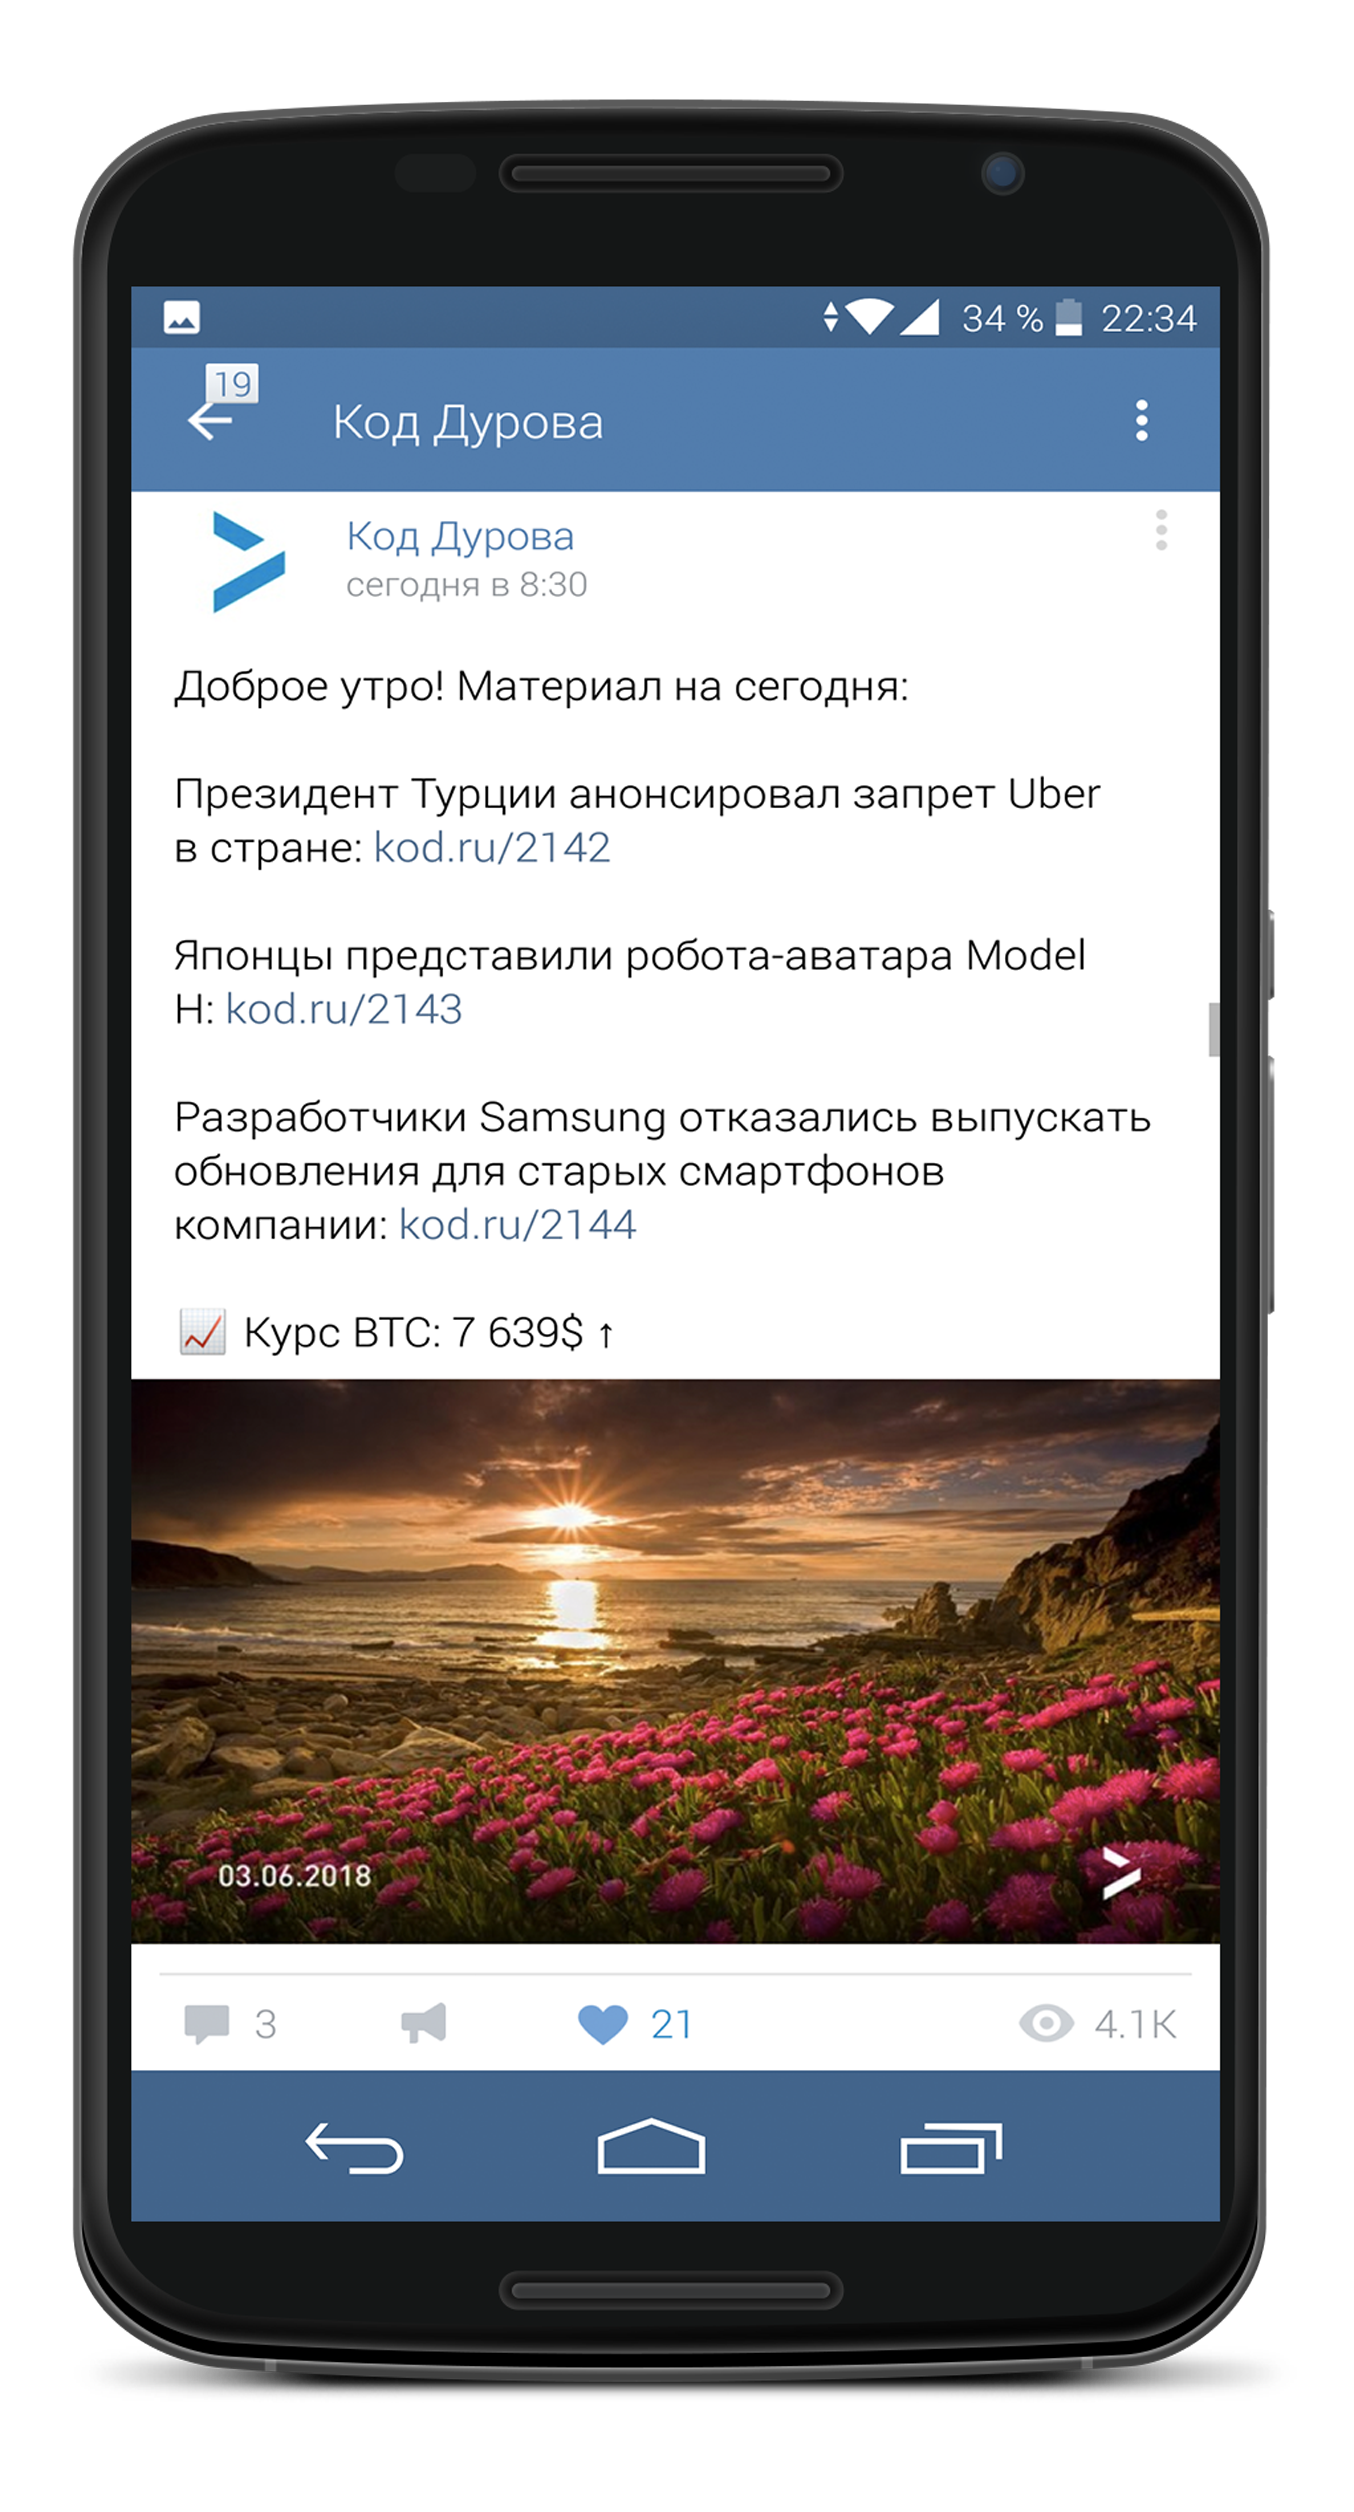 34 % 22:34
19
Код Дурова
Код Дурова
сегодня в 8:30
Доброе утро! Материал на сегодня:
Президент Турции анонсировал запрет Uber
в стране: kod.ru/2142
Японцы представили робота-аватара Model
H: kod.ru/2143
Разработчики Samsung отказались выпускать
обновления для старых смартфонов
компании: kod.ru/2144
📈 Курс BTC: 7 639$ ↑
03.06.2018
3 21 4.1K